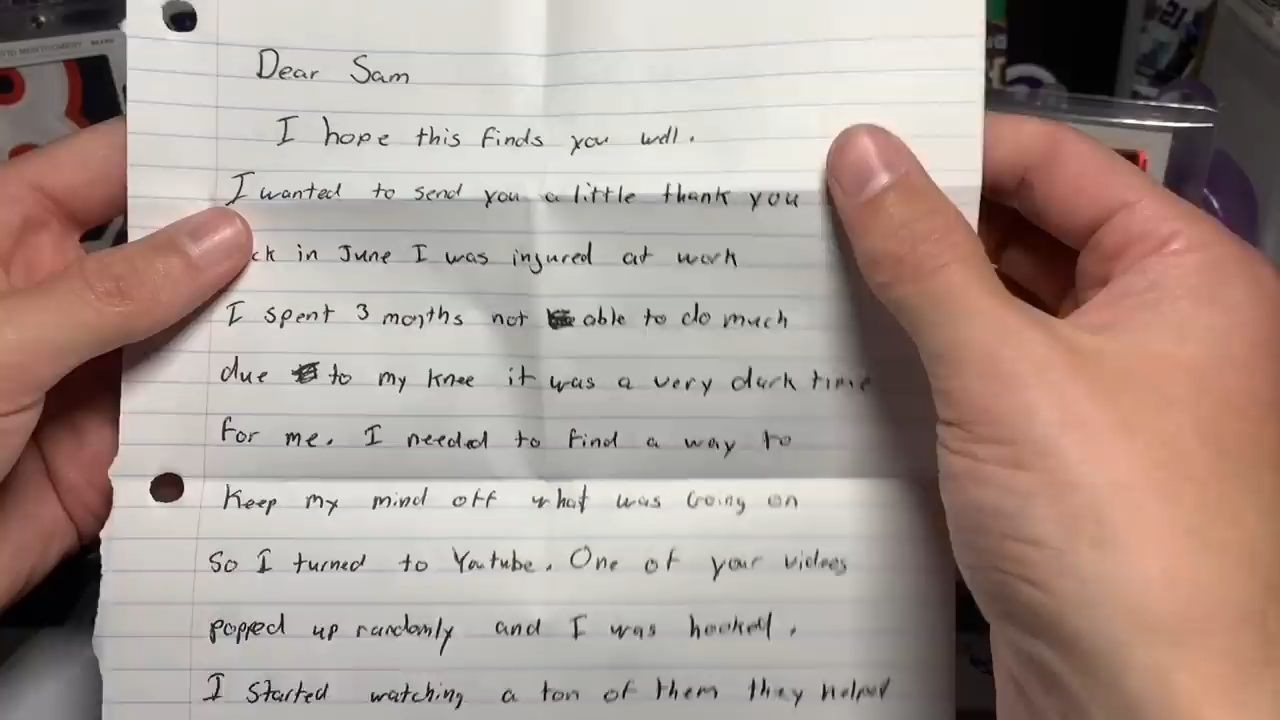 Dear Sam
I hope this finds you well.
I wanted to send you a little thank you
ck in June I was injured at work
I spent 3 months not able to do much
due to my knee it was a very dark time
for me. I needed to find a way to
Keep my mind off what was Going on
So I turned to Youtube. One of your videos
popped up randomly and I was hooked.
I started watching a ton of them they helped
21